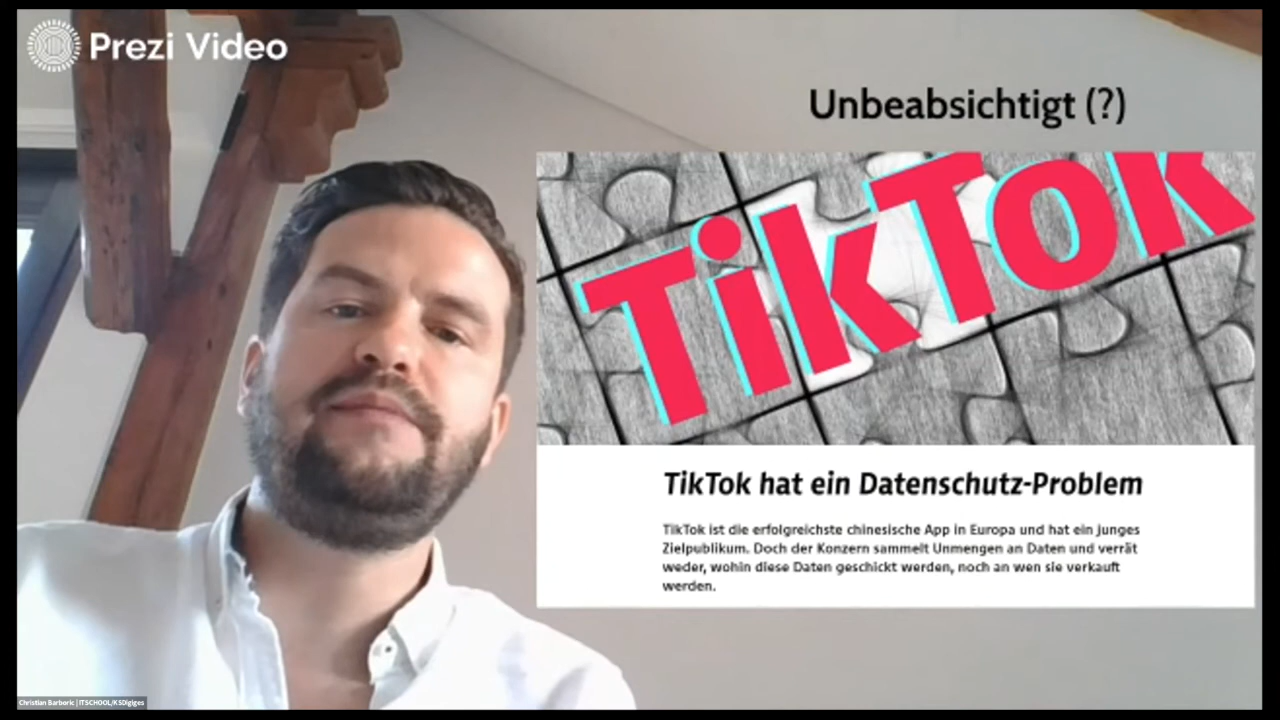 Prezi Video
Unbeabsichtigt (?)
TikTok
TikTok hat ein Datenschutz-Problem
TikTok ist die erfolgreichste chinesische App in Europa und hat ein junges
Zielpublikum. Doch der Konzern sammelt Unmengen an Daten und verrät
weder, wohin diese Daten geschickt werden, noch an wen sie verkauft
werden.
Christian Barboric | ITSCHOOL/KSDigiges